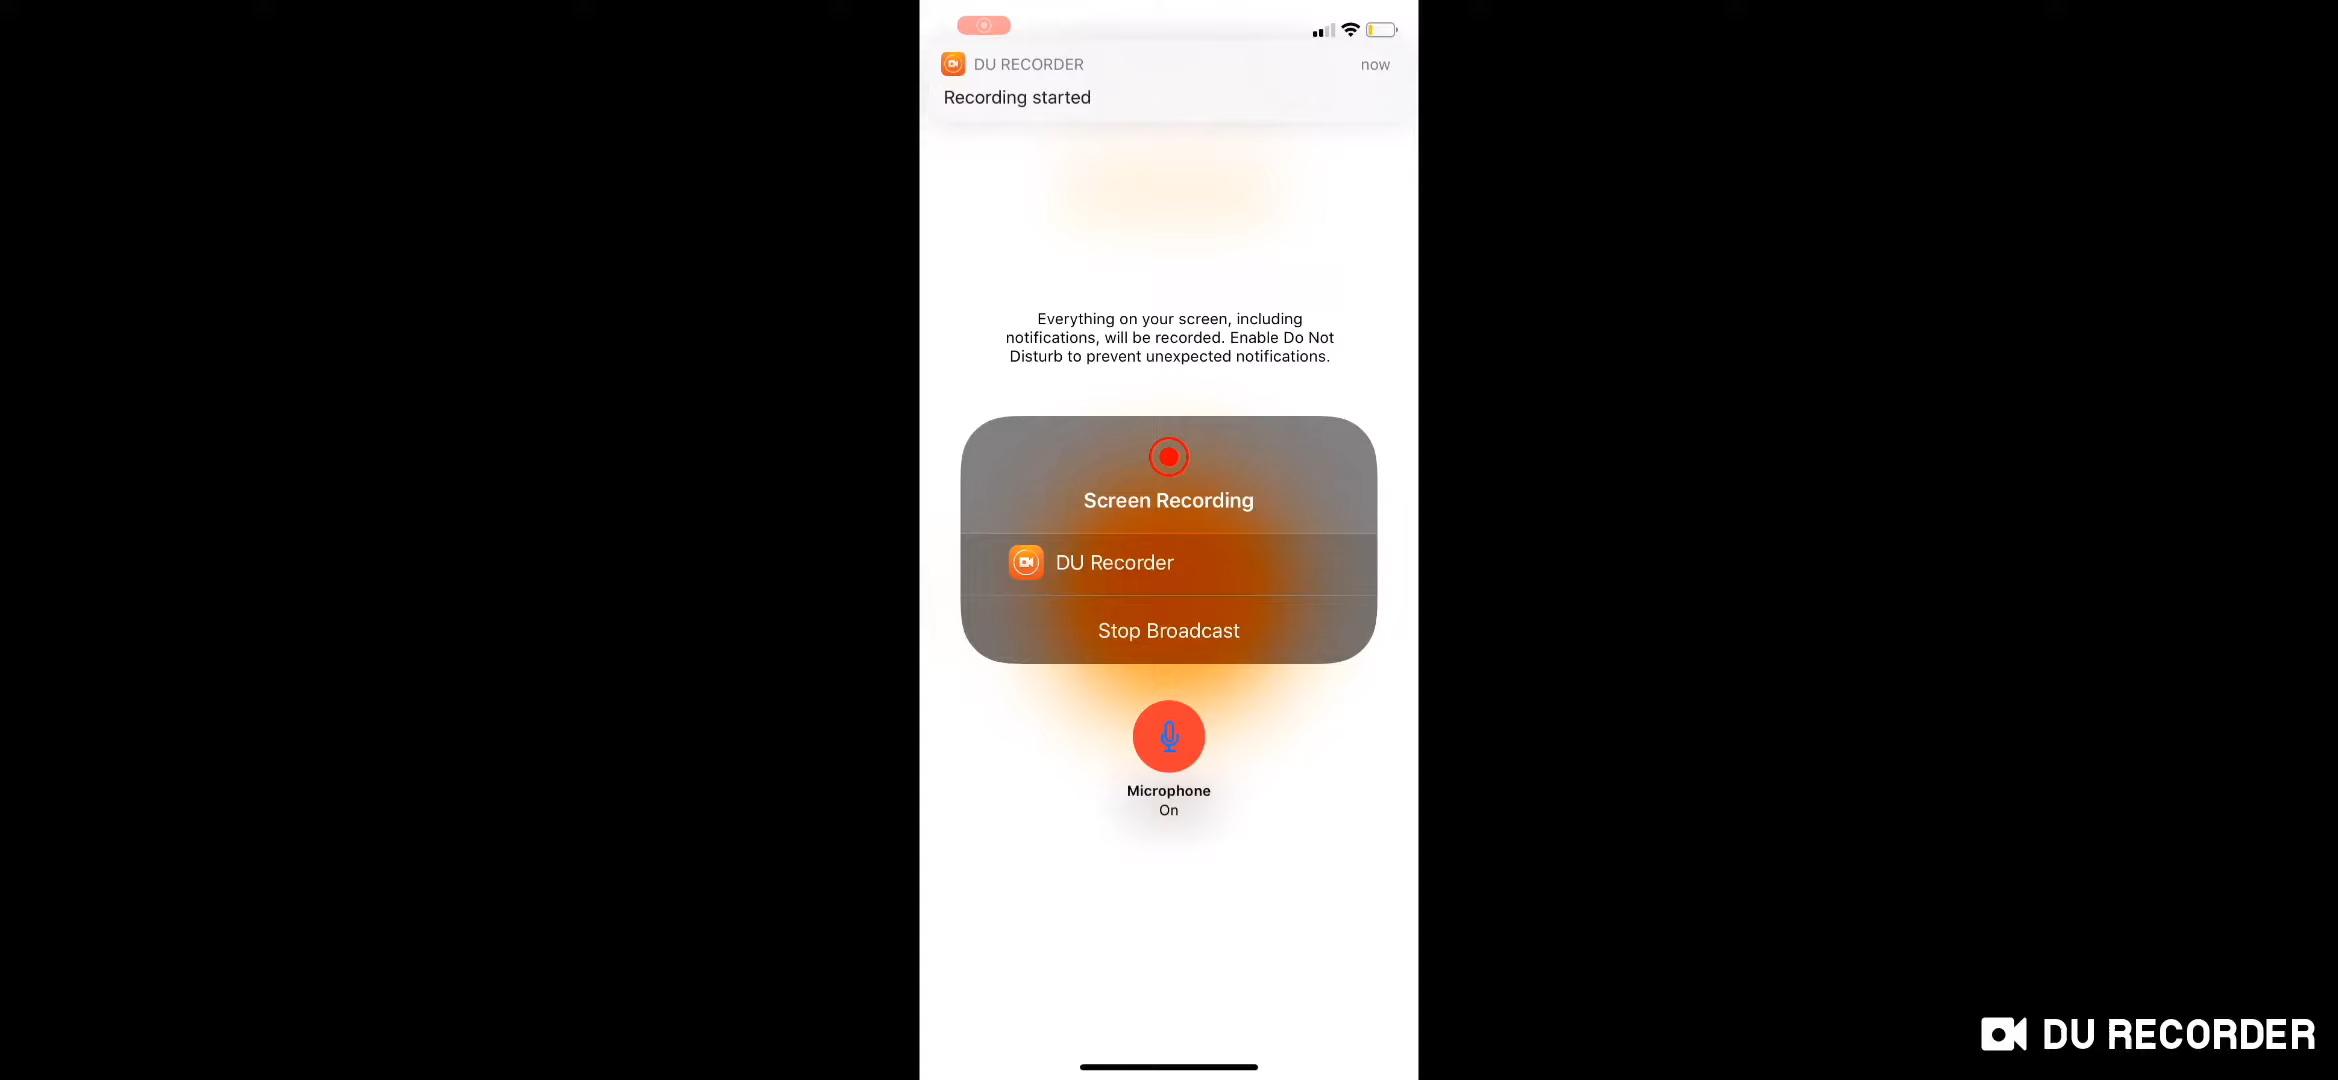 DU RECORDER
now
Recording started
Everything on your screen, including
notifications, will be recorded. Enable Do Not
Disturb to prevent unexpected notifications.
Screen Recording
DU Recorder
Stop Broadcast
Microphone
On
DU RECORDER